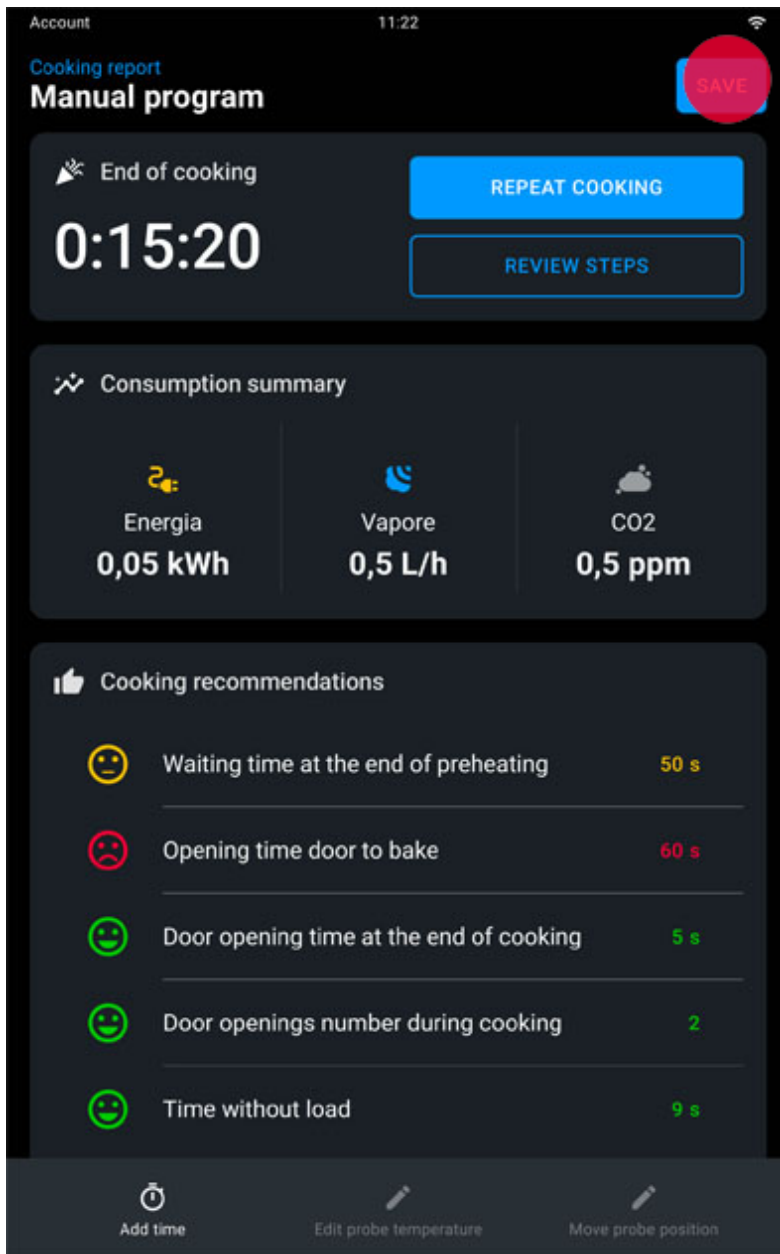 Account 11:22
Cooking report
Manual program
SAVE
End of cooking
0:15:20
REPEAT COOKING
REVIEW STEPS
Consumption summary
Energia
0,05 kWh
Vapore
0,5 L/h
CO2
0,5 ppm
Cooking recommendations
Waiting time at the end of preheating 50 s
Opening time door to bake 60 s
Door opening time at the end of cooking 5 s
Door openings number during cooking 2
Time without load 9 s
Add time
Edit probe temperature
Move probe position